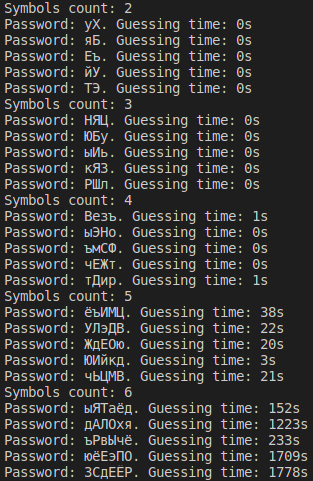 Symbols count: 2
Password: уХ. Guessing time: 0s
Password: яБ. Guessing time: 0s
Password: Еъ. Guessing time: 0s
Password: йУ. Guessing time: 0s
Password: ТЭ. Guessing time: 0s
Symbols count: 3
Password: НЯЦ. Guessing time: 0s
Password: ЮБу. Guessing time: 0s
Password: ыИь. Guessing time: 0s
Password: кЯЗ. Guessing time: 0s
Password: РШл. Guessing time: 0s
Symbols count: 4
Password: Везъ. Guessing time: 1s
Password: ыЭНо. Guessing time: 0s
Password: ъмСФ. Guessing time: 0s
Password: чЕЖт. Guessing time: 0s
Password: тДир. Guessing time: 1s
Symbols count: 5
Password: ёъИМЦ. Guessing time: 38s
Password: УЛэДВ. Guessing time: 22s
Password: ЖдЕОю. Guessing time: 20s
Password: ЮИйкд. Guessing time: 3s
Password: чЬЦМВ. Guessing time: 21s
Symbols count: 6
Password: ыЯТаёд. Guessing time: 152s
Password: дАЛОхя. Guessing time: 1223s
Password: ъРвЫчё. Guessing time: 233s
Password: юёЕэПО. Guessing time: 1709s
Password: ЗСдЕЁР. Guessing time: 1778s